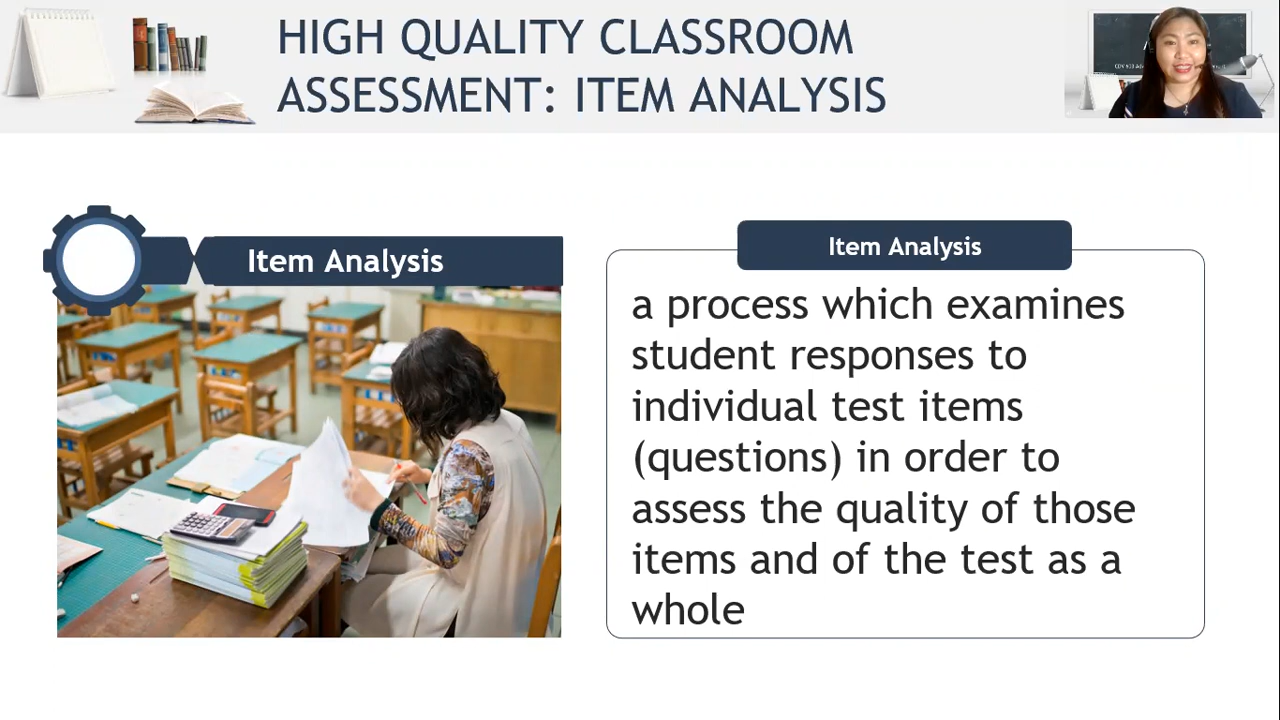 HIGH QUALITY CLASSROOM
ASSESSMENT: ITEM ANALYSIS
Item Analysis
Item Analysis
a process which examines
student responses to
individual test items
(questions) in order to
assess the quality of those
items and of the test as a
whole